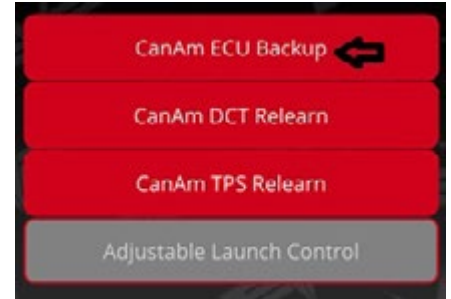 CanAm ECU Backup
CanAm DCT Relearn
CanAm TPS Relearn
Adjustable Launch Control